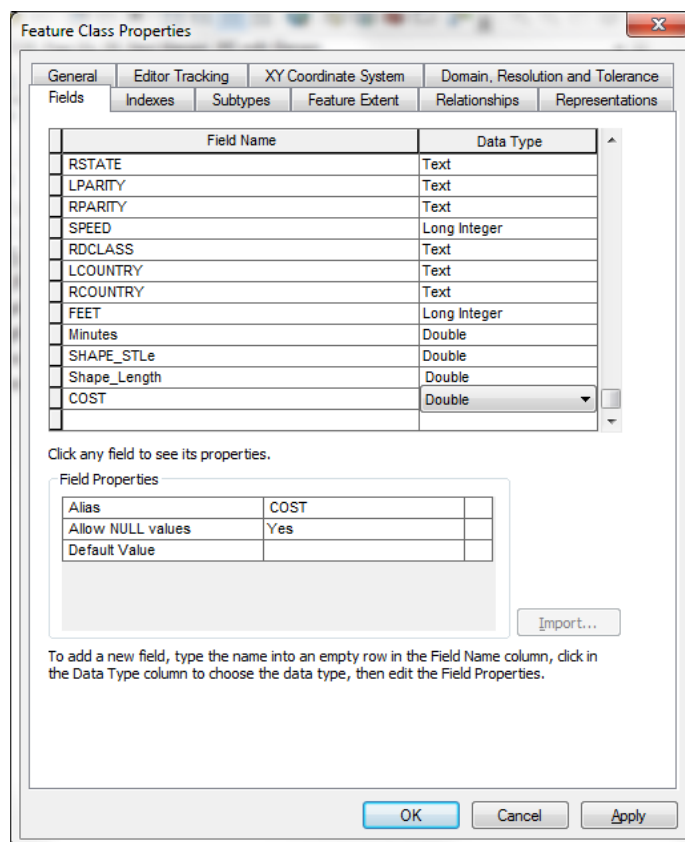 Feature Class Properties
General Editor Tracking XY Coordinate System Domain, Resolution and Tolerance
Fields Indexes Subtypes Feature Extent Relationships Representations
Field Name Data Type
RSTATE Text
LPARITY Text
RPARITY Text
SPEED Long Integer
RDCLASS Text
LCOUNTRY Text
RCOUNTRY Text
FEET Long Integer
Minutes Double
SHAPE_STLe Double
Shape_Length Double
COST Double
Click any field to see its properties.
Field Properties
Alias COST
Allow NULL values Yes
Default Value
Import...
To add a new field, type the name into an empty row in the Field Name column, click in
the Data Type column to choose the data type, then edit the Field Properties.
OK Cancel Apply